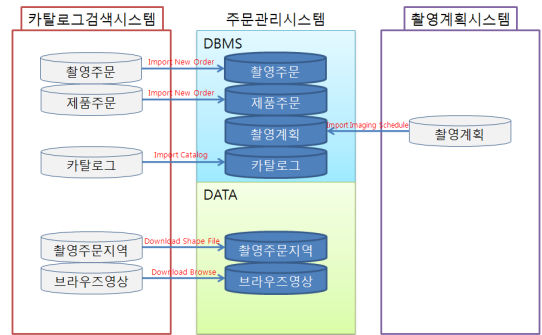 카탈로그검색시스템 주문관리시스템 촬영계획시스템
DBMS
촬영주문 Import New Order 촬영주문
제품주문 Import New Order 제품주문
촬영계획 Import Imaging Schedule 촬영계획
카탈로그 Import Catalog 카탈로그
DATA
촬영주문지역 Download Shape File 촬영주문지역
브라우즈영상 Download Browse 브라우즈영상